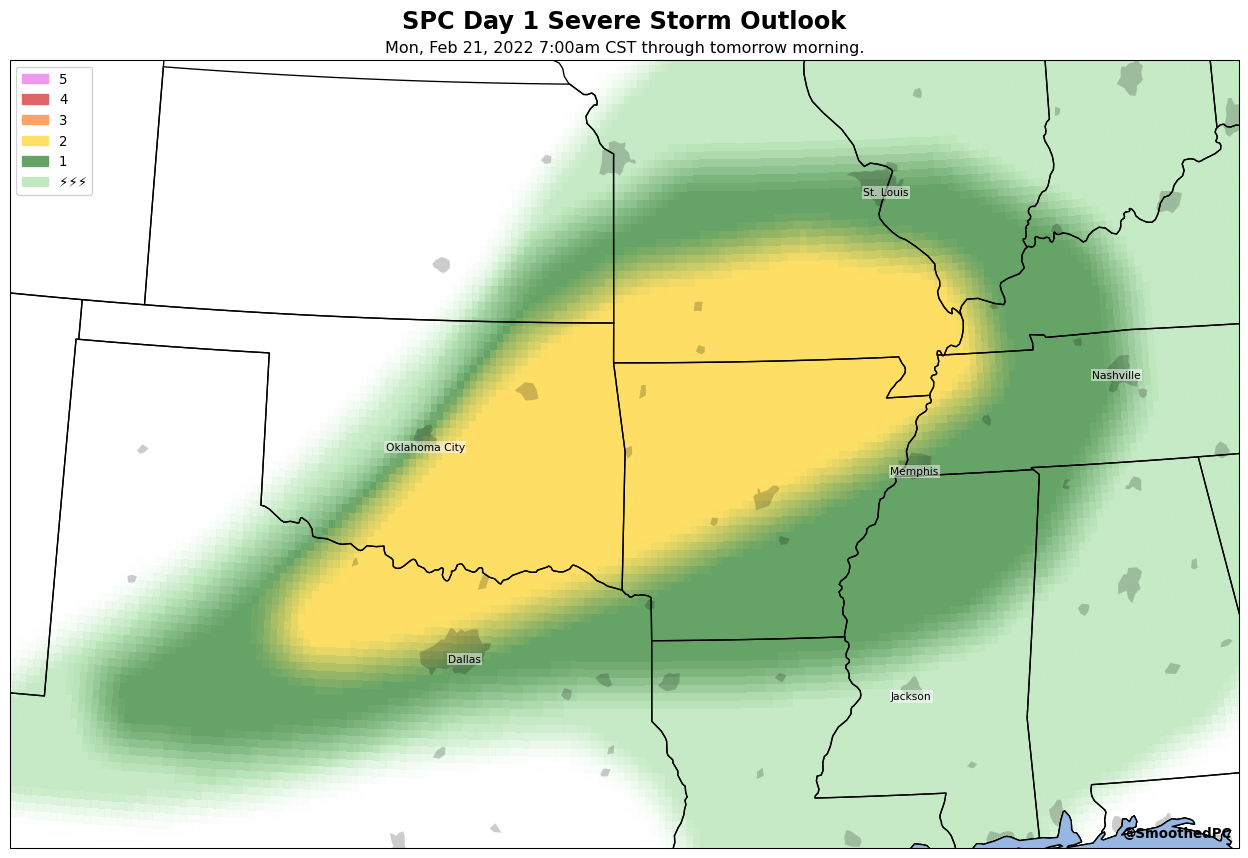 SPC Day 1 Severe Storm Outlook
Mon, Feb 21, 2022 7:00am CST through tomorrow morning.
5
4
3
2
1
⚡⚡⚡
St. Louis
Nashville
Oklahoma City
Memphis
Dallas
Jackson
@SmoothedPC